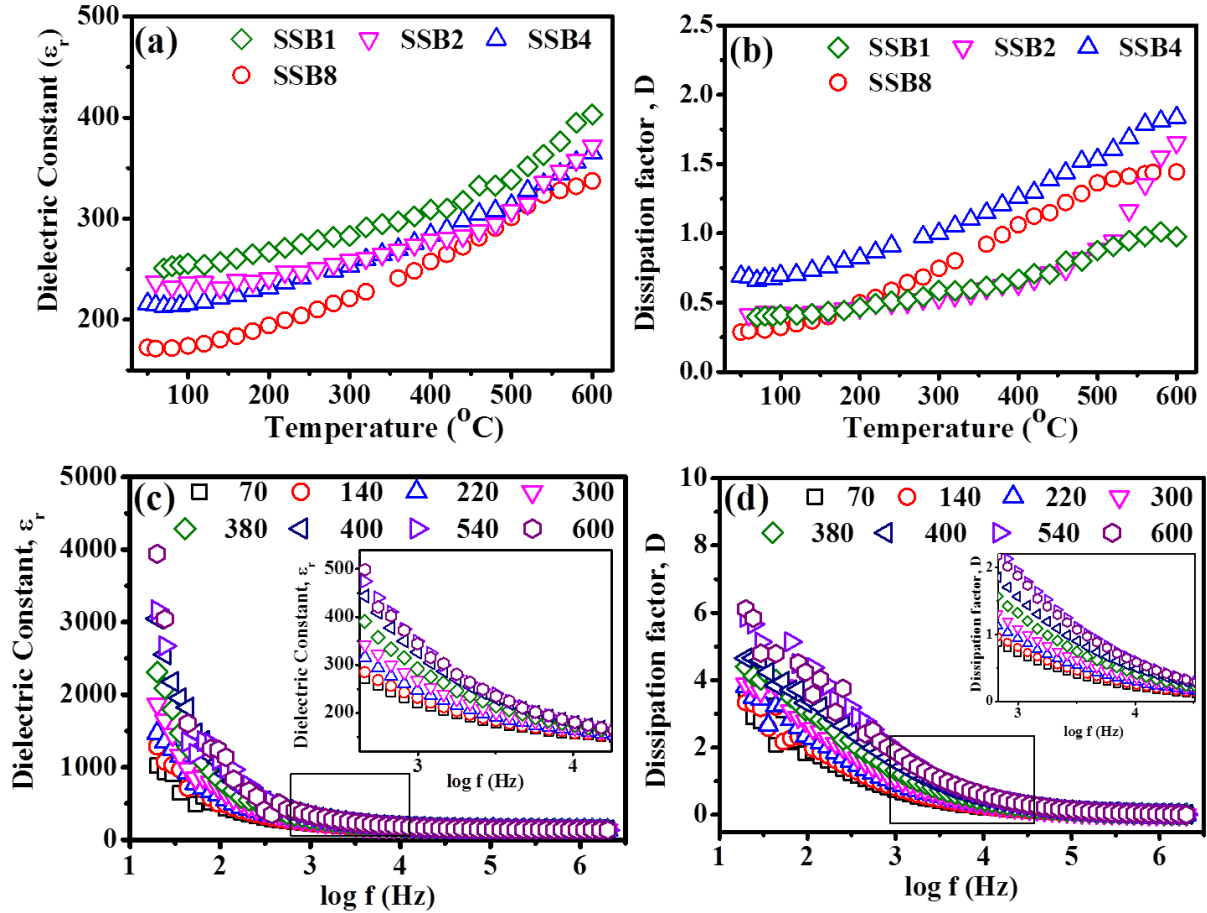 (a) SSB1 SSB2 SSB4
SSB8
Dielectric Constant (εr)
500
400
300
200
100 200 300 400 500 600
Temperature (°C)
(b) SSB1 SSB2 SSB4
SSB8
Dissipation factor , D
2.5
2.0
1.5
1.0
0.5
0.0
100 200 300 400 500 600
Temperature (°C)
(c) 70 140 220 300
380 400 540 600
Dielectric Constant, εr
5000
4000
3000
2000
1000
0
1 2 3 4 5 6
log f (Hz)
Dielectric Constant, εr
500
400
300
200
3 4
log f (Hz)
(d) 70 140 220 300
380 400 540 600
Dissipation factor, D
10
8
6
4
2
0
1 2 3 4 5 6
log f (Hz)
Dissipation factor, D
2
1
0
3 4
log f (Hz)